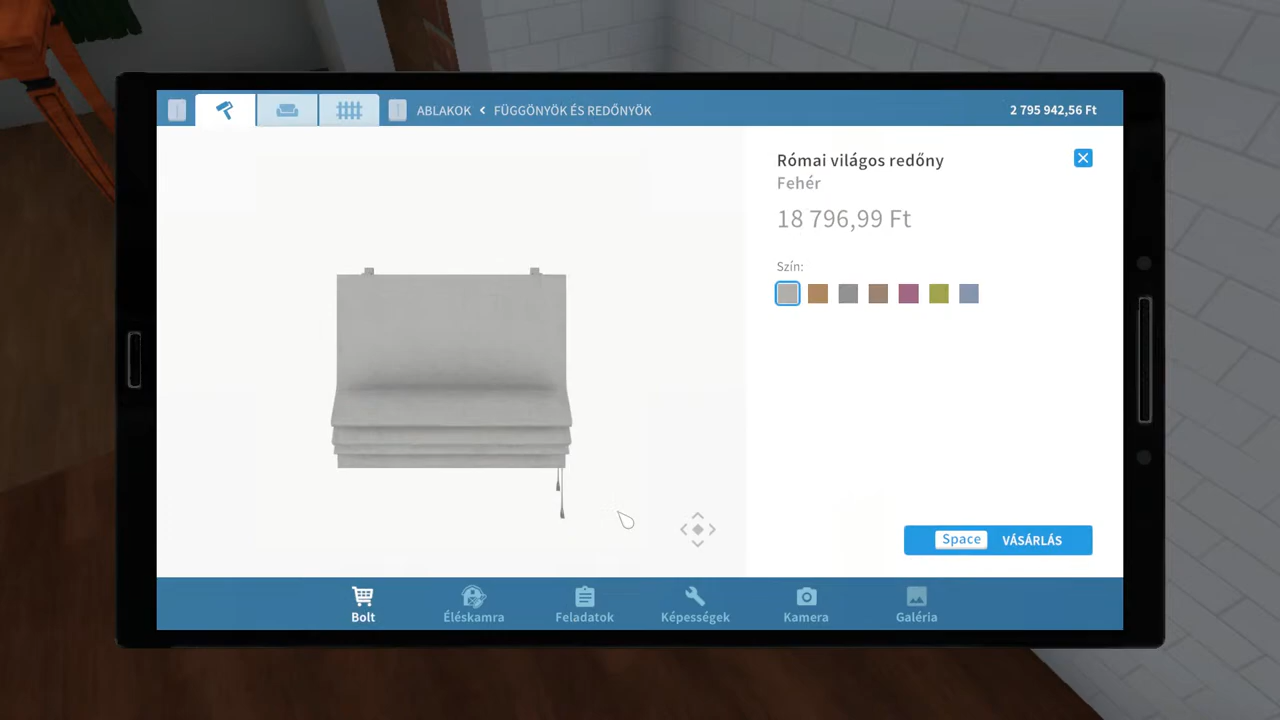 ABLAKOK < FÜGGÖNYÖK ÉS REDŐNYÖK
2 795 942,56 Ft
Római világos redőny
Fehér
18 796,99 Ft
Szín:
Space VÁSÁRLÁS
Bolt
Éléskamra
Feladatok
Képességek
Kamera
Galéria